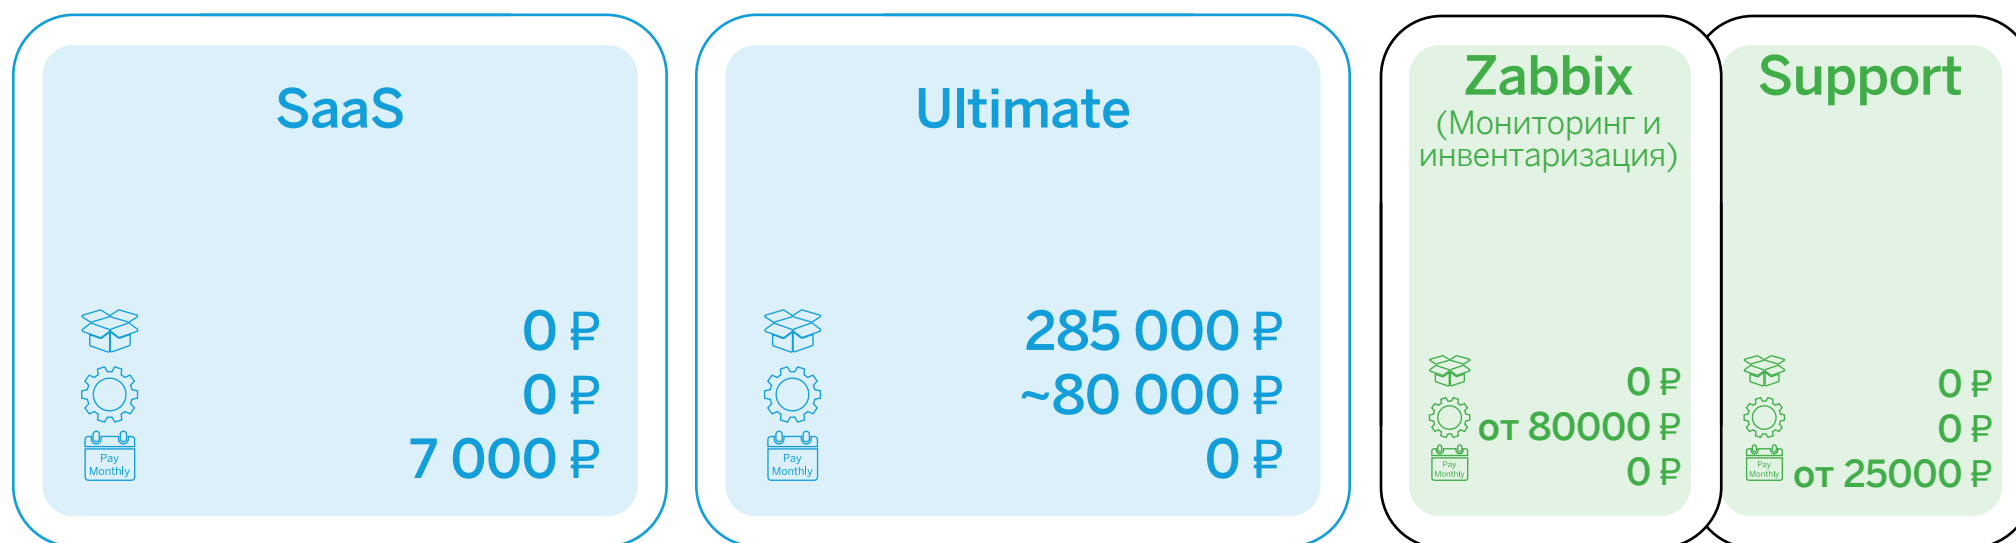 SaaS
0 ₽
0 ₽
Pay
Monthly
7 000 ₽
Ultimate
285 000 ₽
~80 000 ₽
Pay
Monthly
0 ₽
Zabbix
(Мониторинг и
инвентаризация)
0 ₽
от 80000 ₽
Pay
Monthly
0 ₽
Support
0 ₽
0 ₽
Pay
Monthly
от 25000 ₽